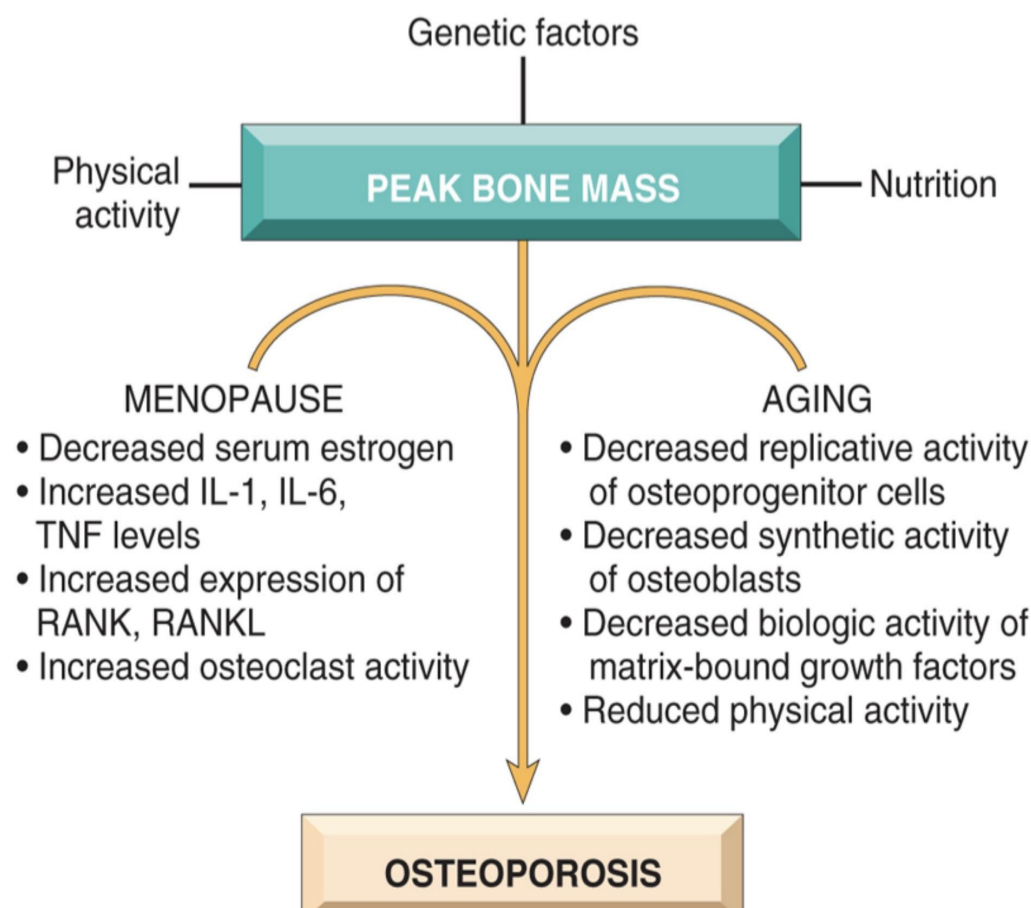 Genetic factors
Physical
activity
PEAK BONE MASS
Nutrition
MENOPAUSE
• Decreased serum estrogen
• Increased IL-1, IL-6,
TNF levels
• Increased expression of
RANK, RANKL
• Increased osteoclast activity
AGING
• Decreased replicative activity
of osteoprogenitor cells
• Decreased synthetic activity
of osteoblasts
• Decreased biologic activity of
matrix-bound growth factors
• Reduced physical activity
OSTEOPOROSIS